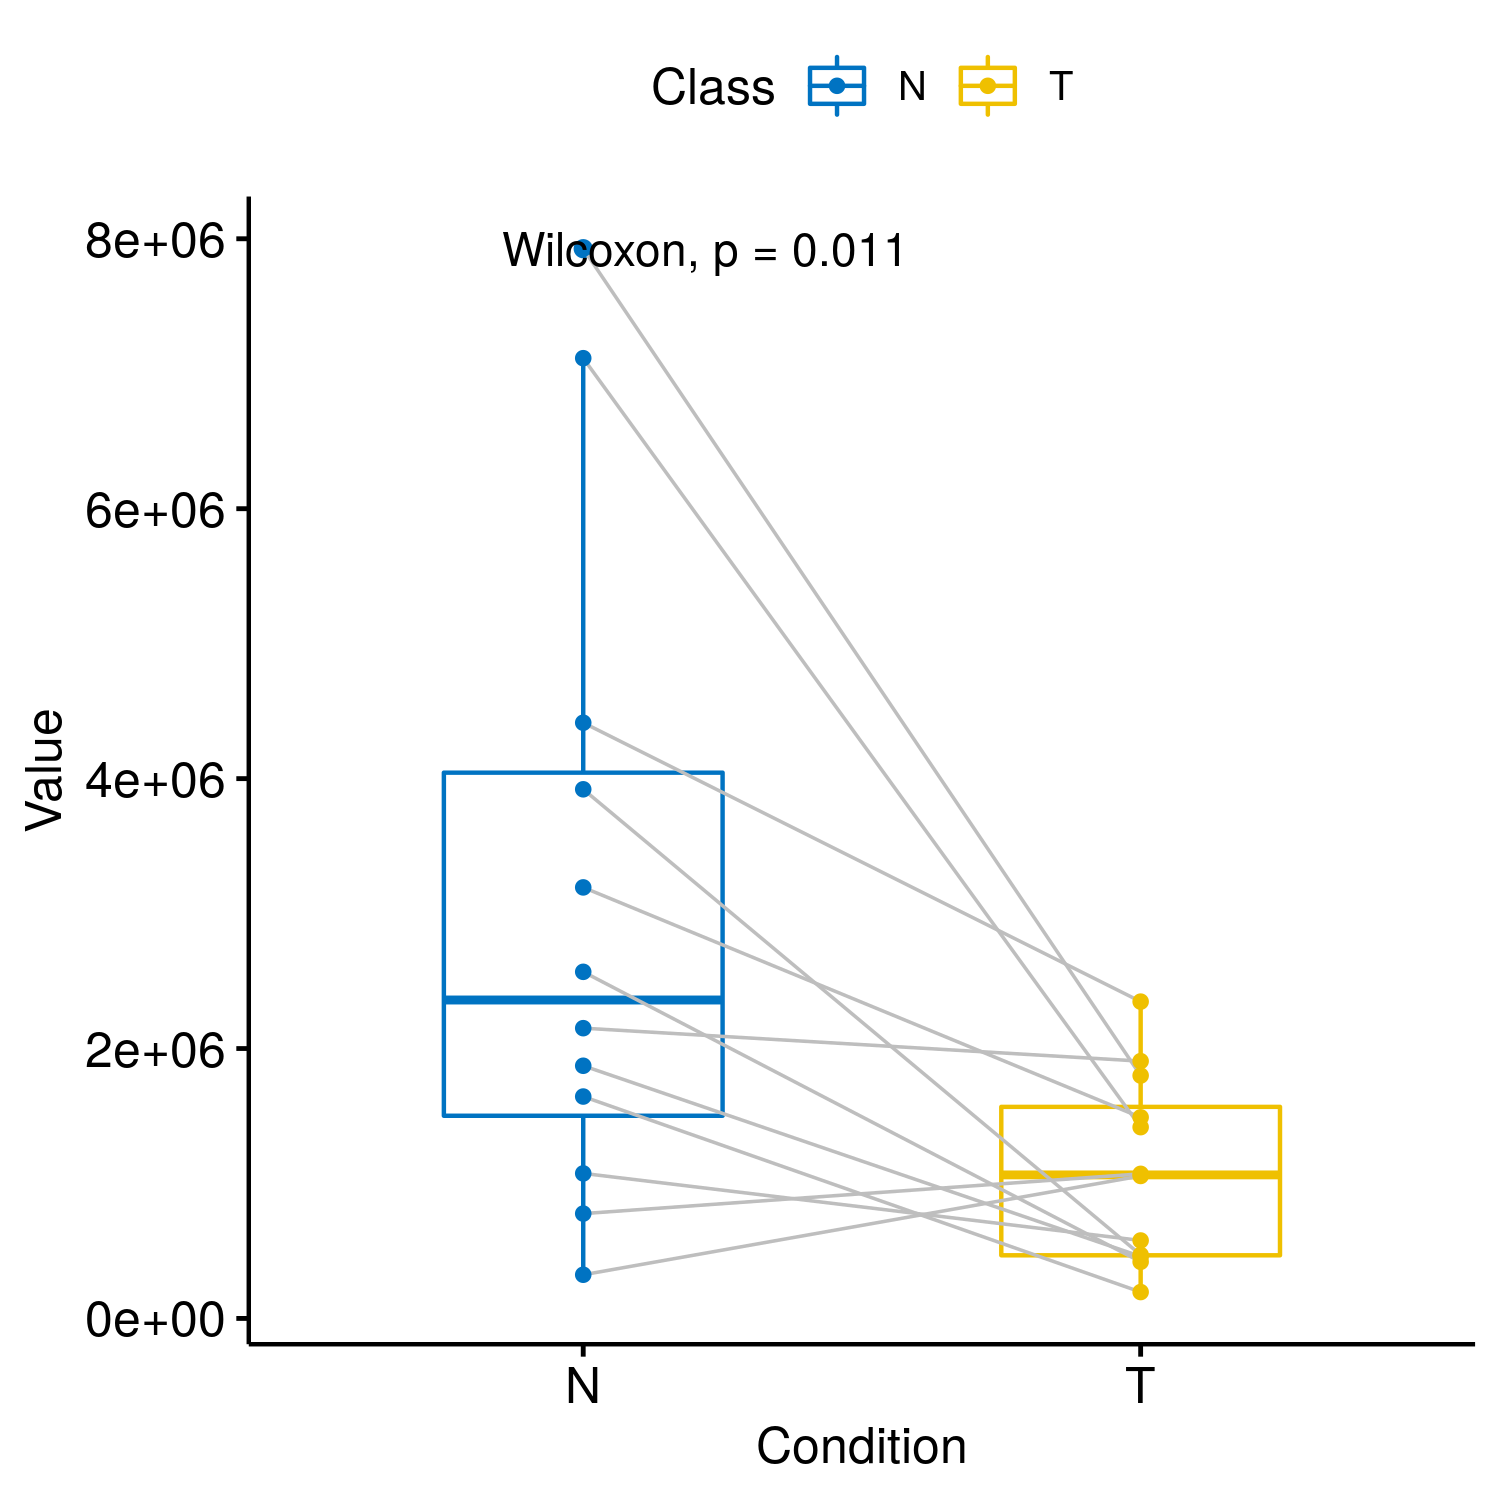 Class N T
Wilcoxon, p = 0.011
8e+06
6e+06
4e+06
2e+06
0e+00
Value
N T
Condition